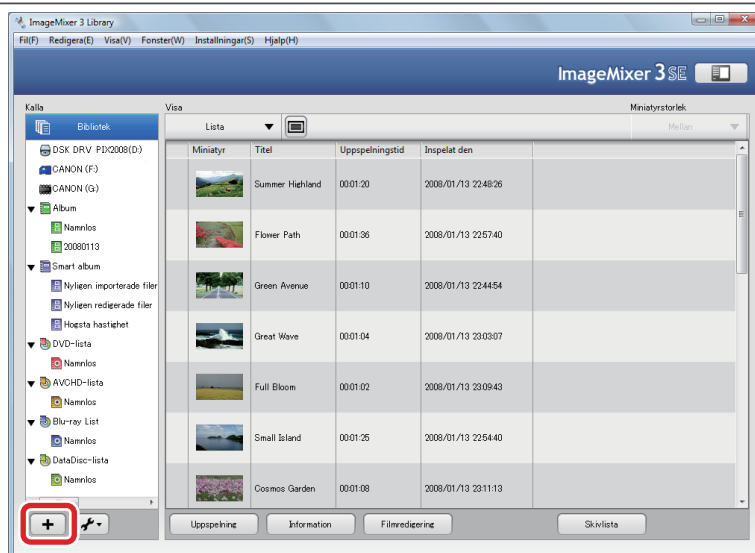 ImageMixer 3 Library
Fil(F) Redigera(E) Visa(V) Fonster(W) Installningar(S) Hjalp(H)
ImageMixer 3 SE
Kalla
Visa
Miniatyrstorlek
Bibliotek
Lista
Mellan
DSK DRV PIX2008(D:)
CANON (F:)
CANON (G:)
Album
Namnlos
20080113
Smart album
Nyligen importerade filer
Nyligen redigerade filer
Hogsta hastighet
DVD-lista
Namnlos
AVCHD-lista
Namnlos
Blu-ray List
Namnlos
DataDisc-lista
Namnlos
Miniatyr Titel Uppspelningstid Inspelat den
Summer Highland 00:01:20 2008/01/13 22:48:26
Flower Path 00:01:36 2008/01/13 22:57:40
Green Avenue 00:01:10 2008/01/13 22:44:54
Great Wave 00:01:04 2008/01/13 23:03:07
Full Bloom 00:01:02 2008/01/13 23:09:43
Small Island 00:01:25 2008/01/13 22:54:40
Cosmos Garden 00:01:08 2008/01/13 23:11:13
Uppspelning Information Filmredigering Skivlista